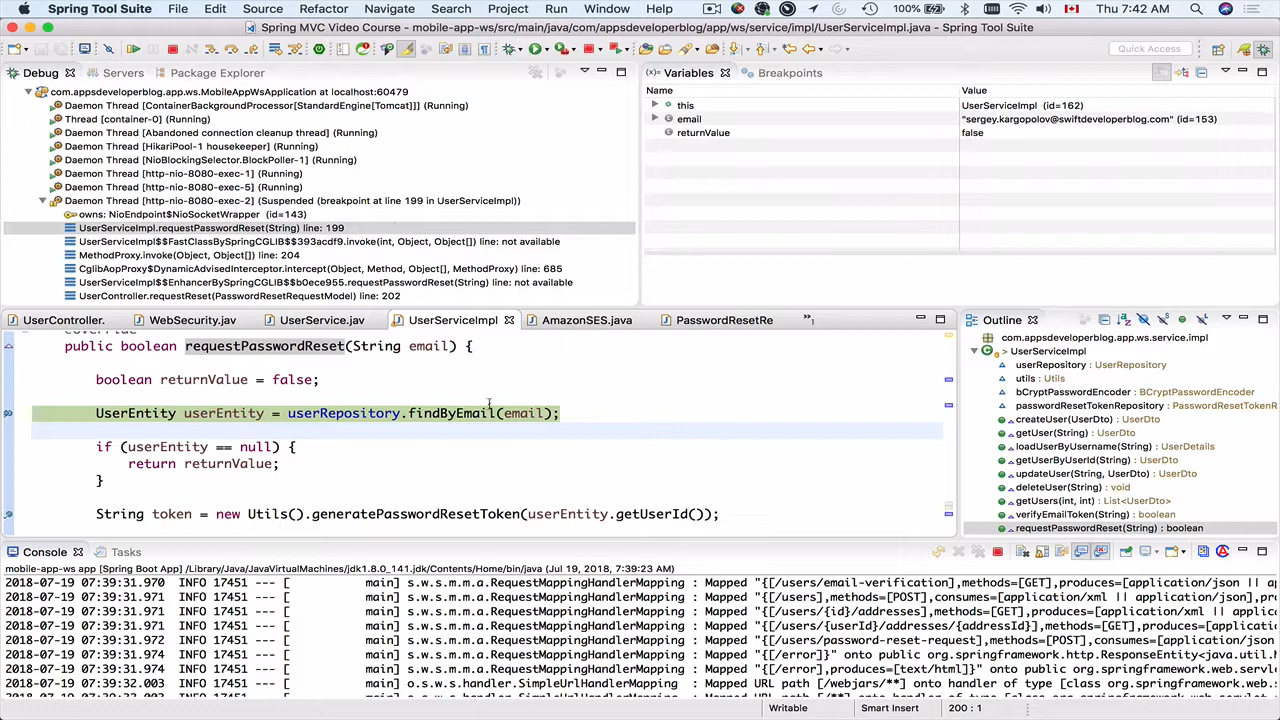 Spring Tool Suite File Edit Source Refactor Navigate Search Project Run Window Help 100% Thu 7:42 AM
Spring MVC Video Course - mobile-app-ws/src/main/java/com/appsdeveloperblog/app/ws/service/impl/UserServiceImpl.java - Spring Tool Suite
Quick Access
Debug Servers Package Explorer
com.appsdeveloperblog.app.ws.MobileAppWsApplication at localhost:60479
Daemon Thread [ContainerBackgroundProcessor[StandardEngine[Tomcat]]] (Running)
Thread [container-0] (Running)
Daemon Thread [Abandoned connection cleanup thread] (Running)
Daemon Thread [HikariPool-1 housekeeper] (Running)
Daemon Thread [NioBlockingSelector.BlockPoller-1] (Running)
Daemon Thread [http-nio-8080-exec-1] (Running)
Daemon Thread [http-nio-8080-exec-5] (Running)
Daemon Thread [http-nio-8080-exec-2] (Suspended (breakpoint at line 199 in UserServiceImpl))
owns: NioEndpoint$NioSocketWrapper (id=143)
UserServiceImpl.requestPasswordReset(String) line: 199
UserServiceImpl$$FastClassBySpringCGLIB$$393acdf9.invoke(int, Object, Object[]) line: not available
MethodProxy.invoke(Object, Object[]) line: 204
CglibAopProxy$DynamicAdvisedInterceptor.intercept(Object, Method, Object[], MethodProxy) line: 685
UserServiceImpl$$EnhancerBySpringCGLIB$$b0ece955.requestPasswordReset(String) line: not available
UserController.requestReset(PasswordResetRequestModel) line: 202
(x)= Variables Breakpoints
Name Value
this UserServiceImpl (id=162)
email "sergey.kargopolov@swiftdeveloperblog.com" (id=153)
returnValue false
UserController. WebSecurity.jav UserService.jav UserServiceImpl AmazonSES.java PasswordResetRe »1
public boolean requestPasswordReset(String email) {
boolean returnValue = false;
UserEntity userEntity = userRepository.findByEmail(email);
if (userEntity == null) {
return returnValue;
}
String token = new Utils().generatePasswordResetToken(userEntity.getUserId());
Outline
com.appsdeveloperblog.app.ws.service.impl
> UserServiceImpl
userRepository : UserRepository
utils : Utils
bCryptPasswordEncoder : BCryptPasswordEncoder
passwordResetTokenRepository : PasswordResetTokenR
createUser(UserDto) : UserDto
getUser(String) : UserDto
loadUserByUsername(String) : UserDetails
getUserByUserId(String) : UserDto
updateUser(String, UserDto) : UserDto
deleteUser(String) : void
getUsers(int, int) : List<UserDto>
verifyEmailToken(String) : boolean
requestPasswordReset(String) : boolean
Console Tasks
mobile-app-ws app [Spring Boot App] /Library/Java/JavaVirtualMachines/jdk1.8.0_141.jdk/Contents/Home/bin/java (Jul 19, 2018, 7:39:23 AM)
2018-07-19 07:39:31.970 INFO 17451 --- [ main] s.w.s.m.m.a.RequestMappingHandlerMapping : Mapped "{[/users/email-verification],methods=[GET],produces=[application/json ||
2018-07-19 07:39:31.971 INFO 17451 --- [ main] s.w.s.m.m.a.RequestMappingHandlerMapping : Mapped "{[/users],methods=[POST],consumes=[application/xml || application/json],
2018-07-19 07:39:31.971 INFO 17451 --- [ main] s.w.s.m.m.a.RequestMappingHandlerMapping : Mapped "{[/users/{id}/addresses],methods=[GET],produces=[application/xml ||
2018-07-19 07:39:31.971 INFO 17451 --- [ main] s.w.s.m.m.a.RequestMappingHandlerMapping : Mapped "{[/users/{userId}/addresses/{addressId}],methods=[GET],produces=
2018-07-19 07:39:31.972 INFO 17451 --- [ main] s.w.s.m.m.a.RequestMappingHandlerMapping : Mapped "{[/users/password-reset-request],methods=[POST],consumes=[application/json
2018-07-19 07:39:31.974 INFO 17451 --- [ main] s.w.s.m.m.a.RequestMappingHandlerMapping : Mapped "{[/error]}" onto public org.springframework.http.ResponseEntity<java.util.M
2018-07-19 07:39:31.974 INFO 17451 --- [ main] s.w.s.m.m.a.RequestMappingHandlerMapping : Mapped "{[/error],produces=[text/html]}" onto public org.springframework.web.servl
2018-07-19 07:39:32.003 INFO 17451 --- [ main] o.s.w.s.handler.SimpleUrlHandlerMapping : Mapped URL path [/webjars/**] onto handler of type [class org.springframework.w
Writable Smart Insert 200 : 1